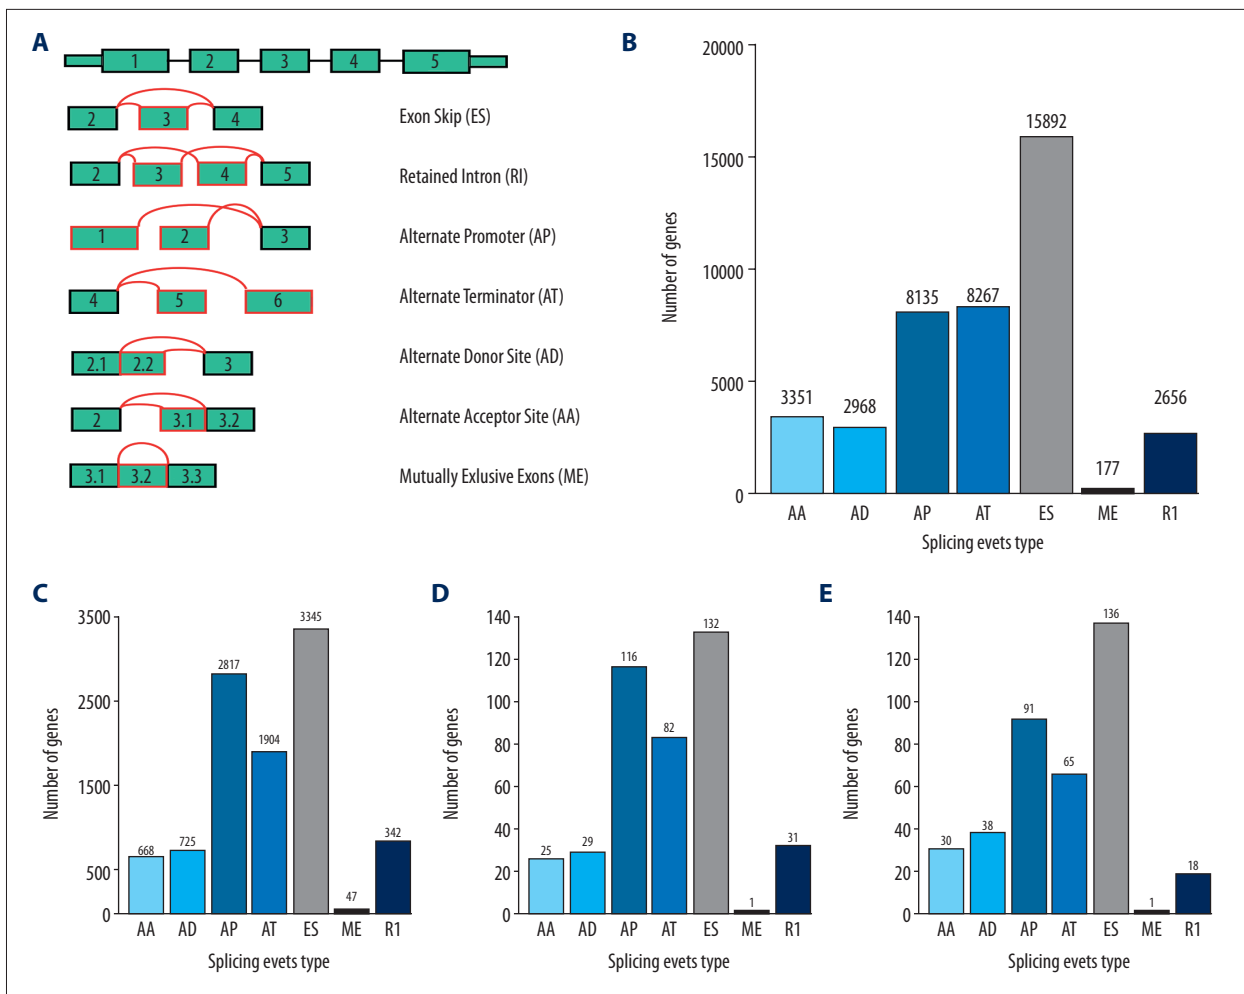 A
1 2 3 4 5
2 3 4 Exon Skip (ES)
2 3 4 5 Retained Intron (RI)
1 2 3 Alternate Promoter (AP)
4 5 6 Alternate Terminator (AT)
2.1 2.2 3 Alternate Donor Site (AD)
2 3.1 3.2 Alternate Acceptor Site (AA)
3.1 3.2 3.3 Mutually Exlusive Exons (ME)
B
Number of genes
20000
15000
10000
5000
0
3351 2968 8135 8267 15892 177 2656
AA AD AP AT ES ME R1
Splicing evets type
C
Number of genes
3500
2500
1500
500
0
668 725 2817 1904 3345 47 342
AA AD AP AT ES ME R1
Splicing evets type
D
Number of genes
140
120
100
80
60
40
20
0
25 29 116 82 132 1 31
AA AD AP AT ES ME R1
Splicing evets type
E
Number of genes
140
120
100
80
60
40
20
0
30 38 91 65 136 1 18
AA AD AP AT ES ME R1
Splicing evets type